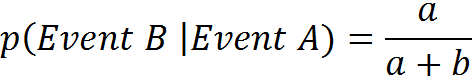 p(Event B |Event A) = a / (a + b)